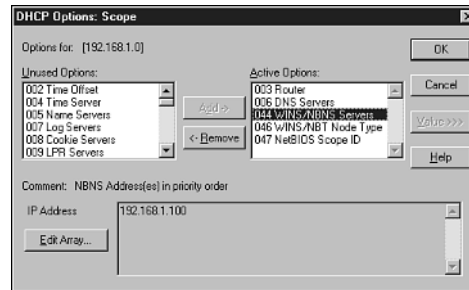 DHCP Options: Scope
Options for: [192.168.1.0]
OK
Unused Options:
Active Options:
002 Time Offset
004 Time Server
005 Name Servers
007 Log Servers
008 Cookie Servers
009 LPR Servers
Add ->
<- Remove
003 Router
006 DNS Servers
044 WINS/NBNS Servers
046 WINS/NBT Node Type
047 NetBIOS Scope ID
Cancel
Value >>>
Help
Comment: NBNS Address(es) in priority order
IP Address
192.168.1.100
Edit Array...